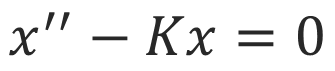 x′′ − Kx = 0